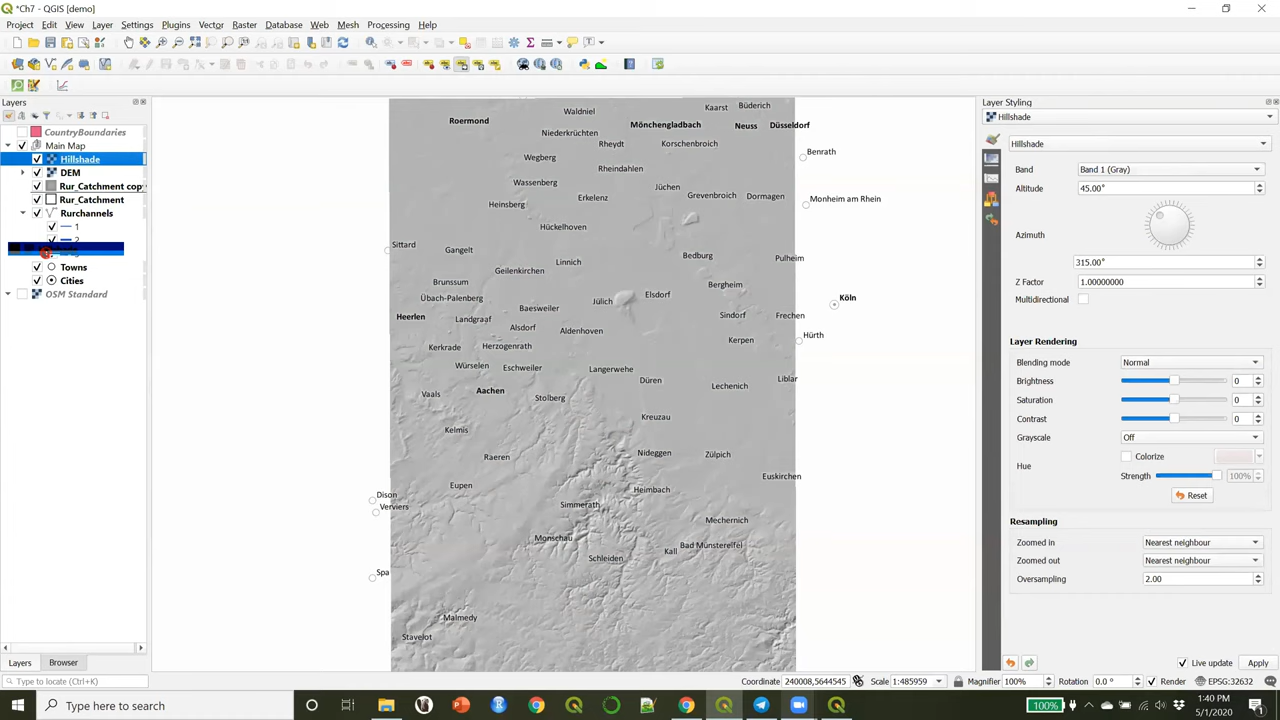 *Ch7 - QGIS [demo]
Project Edit View Layer Settings Plugins Vector Raster Database Web Mesh Processing Help
Layers
CountryBoundaries
Main Map
Hillshade
DEM
Rur_Catchment cop
Rur_Catchment
Rurchannels
1
2
Towns
Cities
OSM Standard
Layers Browser
Type to locate (Ctrl+K)
Waldniel
Kaarst
Büderich
Roermond
Mönchengladbach
Neuss
Düsseldorf
Niederkrüchten
Rheydt
Korschenbroich
Benrath
Wegberg
Rheindahlen
Wassenberg
Jüchen
Heinsberg
Erkelenz
Grevenbroich
Dormagen
Monheim am Rhein
Hückelhoven
Sittard
Gangelt
Linnich
Bedburg
Pulheim
Geilenkirchen
Brunssum
Bergheim
Übach-Palenberg
Jülich
Elsdorf
Köln
Baesweiler
Heerlen
Landgraaf
Sindorf
Frechen
Alsdorf
Aldenhoven
Hürth
Kerkrade
Herzogenrath
Kerpen
Würselen
Eschweiler
Langerwehe
Düren
Lechenich
Liblar
Vaals
Aachen
Stolberg
Kreuzau
Kelmis
Raeren
Nideggen
Zülpich
Eupen
Heimbach
Euskirchen
Dison
Verviers
Simmerath
Mechernich
Monschau
Schleiden
Kall
Bad Münstereifel
Spa
Malmedy
Stavelot
Layer Styling
Hillshade
Hillshade
Band Band 1 (Gray)
Altitude 45.00°
Azimuth
315.00°
Z Factor 1.00000000
Multidirectional
Layer Rendering
Blending mode Normal
Brightness 0
Saturation 0
Contrast 0
Grayscale Off
Hue Colorize
Strength 100%
Reset
Resampling
Zoomed in Nearest neighbour
Zoomed out Nearest neighbour
Oversampling 2.00
Live update Apply
Coordinate 240008,5644545 Scale 1:485959 Magnifier 100% Rotation 0.0 ° Render EPSG:32632
Type here to search
100%
1:40 PM
5/1/2020